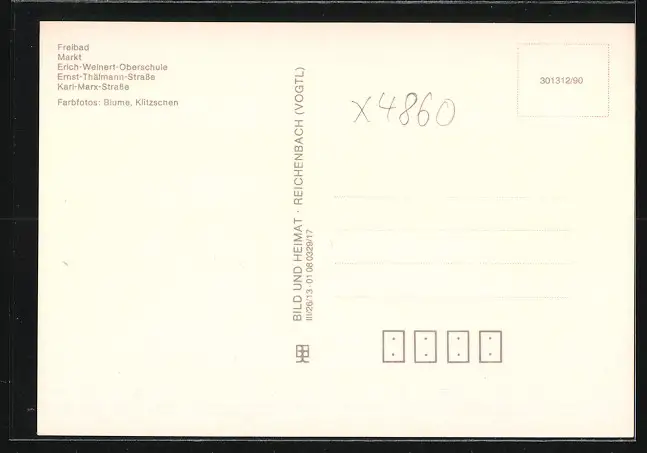 Freibad
Markt
Erich-Weinert-Oberschule
Ernst-Thälmann-Straße
Karl-Marx-Straße
Farbfotos: Blume, Klitzschen
BILD UND HEIMAT · REICHENBACH (VOGTL)
III/26/13-01 08 0329/17
X4860
301312/90